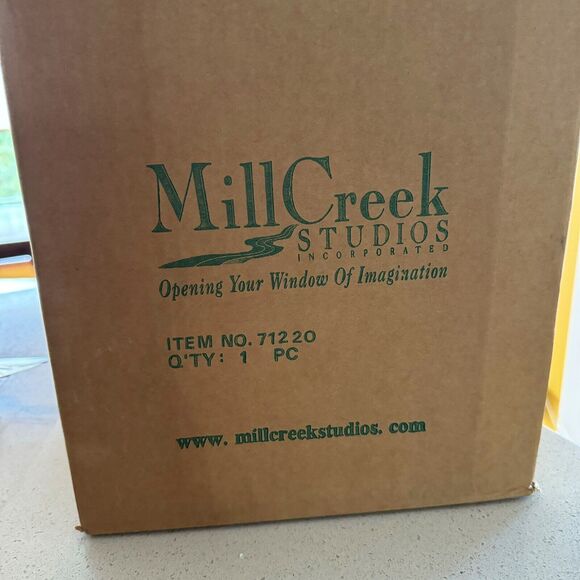 MillCreek
STUDIOS
INCORPORATED
Opening Your Window Of Imagination
ITEM NO. 71220
Q'TY: 1 PC
www. millcreekstudios. com